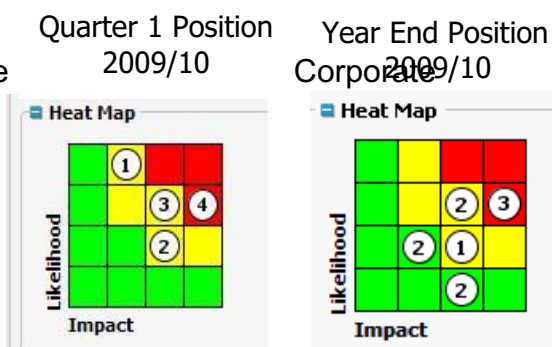 Quarter 1 Position
2009/10
e
Heat Map
1
3 4
2
Likelihood
Impact
Year End Position
2009/10
Corporate
Heat Map
2 3
2 1
2
Likelihood
Impact